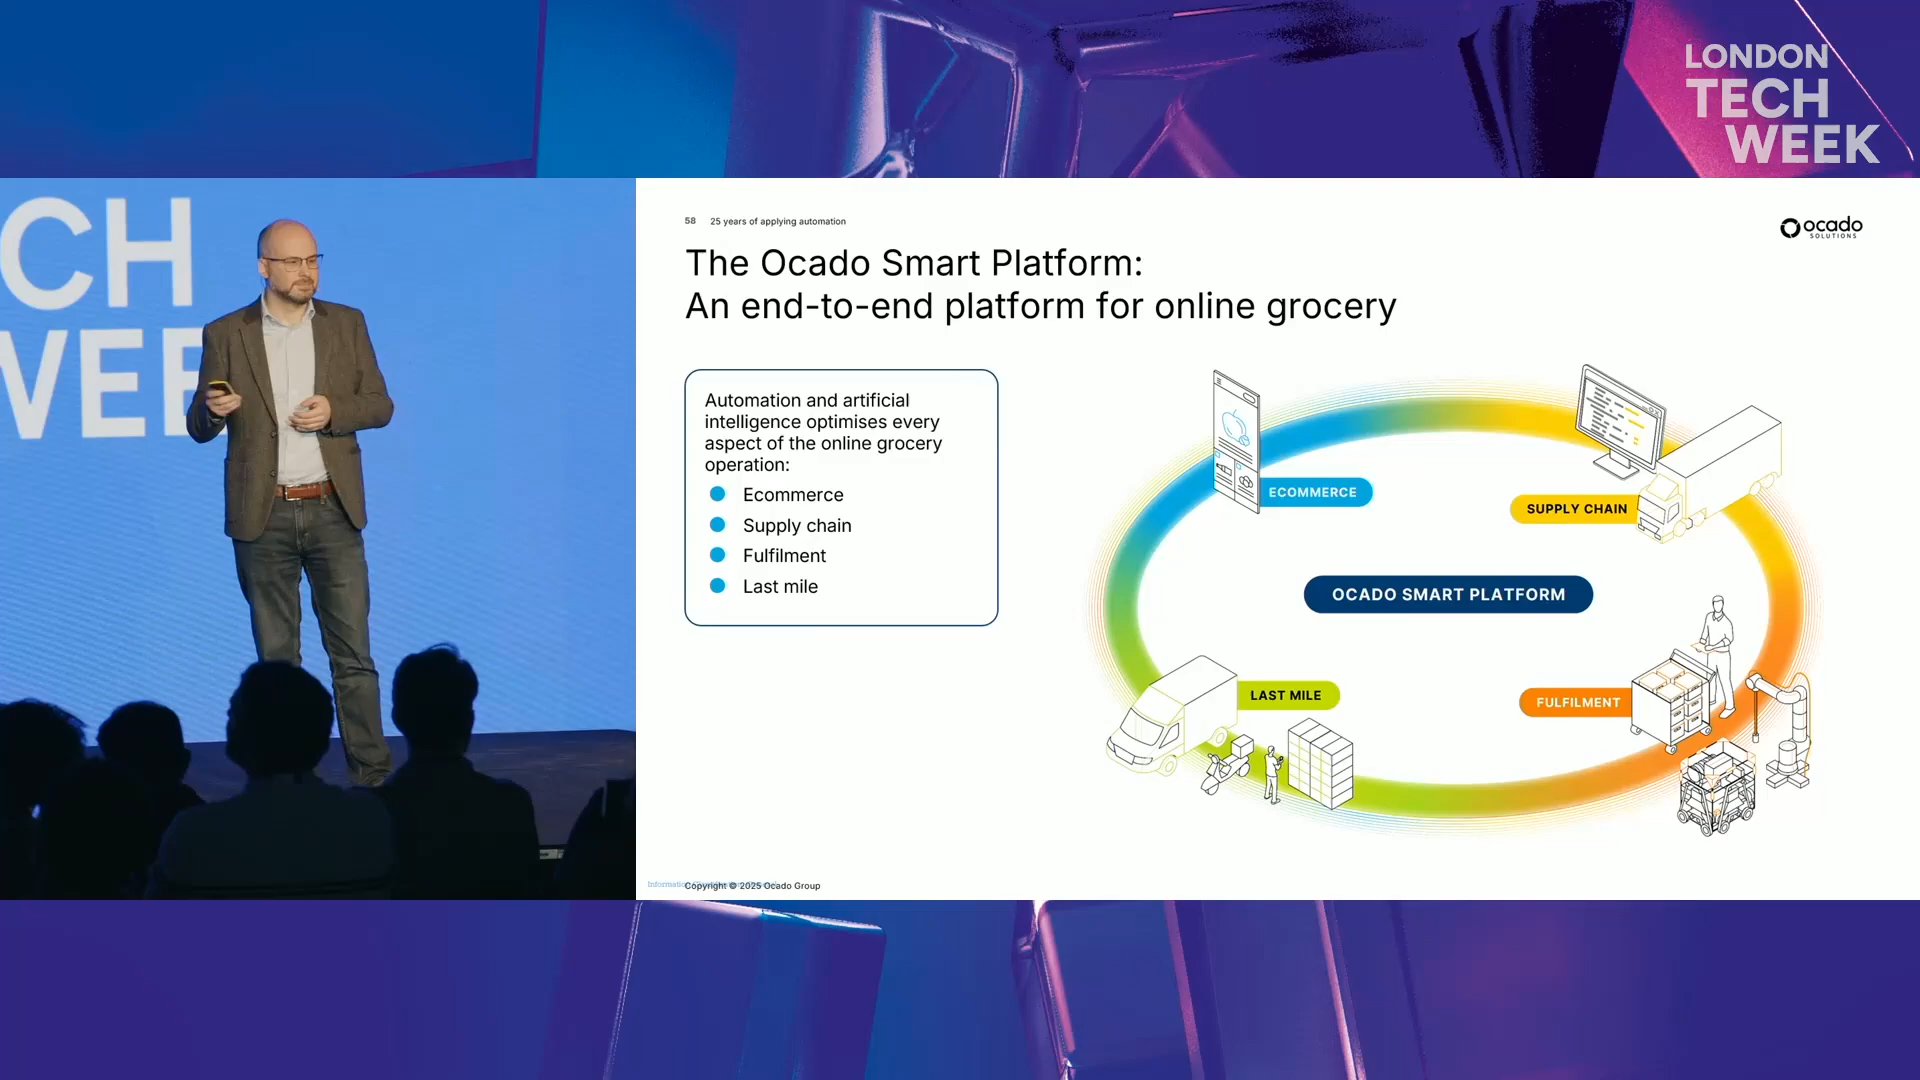 LONDON
TECH
WEEK
CH
WEE
58 25 years of applying automation
ocado
SOLUTIONS
The Ocado Smart Platform:
An end-to-end platform for online grocery
Automation and artificial
intelligence optimises every
aspect of the online grocery
operation:
Ecommerce
Supply chain
Fulfilment
Last mile
ECOMMERCE
SUPPLY CHAIN
OCADO SMART PLATFORM
LAST MILE
FULFILMENT
Copyright © 2025 Ocado Group